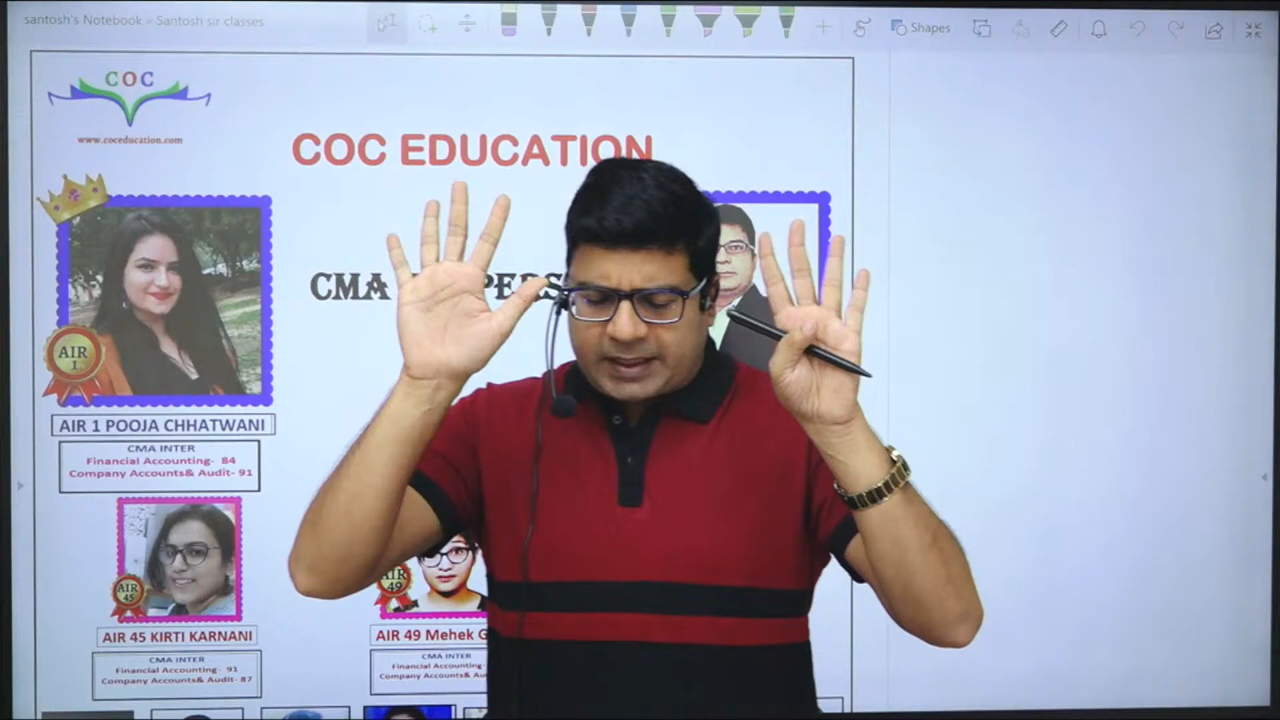 santosh's Notebook » Santosh sir classes
Shapes
COC
www.coceducation.com
COC EDUCATION
CMA
AIR
1
AIR 1 POOJA CHHATWANI
CMA INTER
Financial Accounting- 84
Company Accounts& Audit- 91
AIR
45
AIR 45 KIRTI KARNANI
CMA INTER
Financial Accounting- 91
Company Accounts& Audit- 87
AIR
49
AIR 49 Mehek
CMA INTER
Financial Accounting-
Company Accounts& Audit-